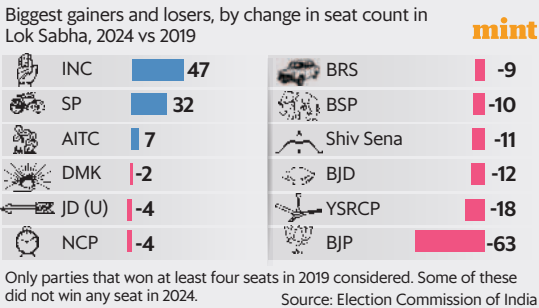 Biggest gainers and losers, by change in seat count in
Lok Sabha, 2024 vs 2019
mint
INC 47
SP 32
AITC 7
DMK -2
JD (U) -4
NCP -4
BRS -9
BSP -10
Shiv Sena -11
BJD -12
YSRCP -18
BJP -63
Only parties that won at least four seats in 2019 considered. Some of these
did not win any seat in 2024.
Source: Election Commission of India